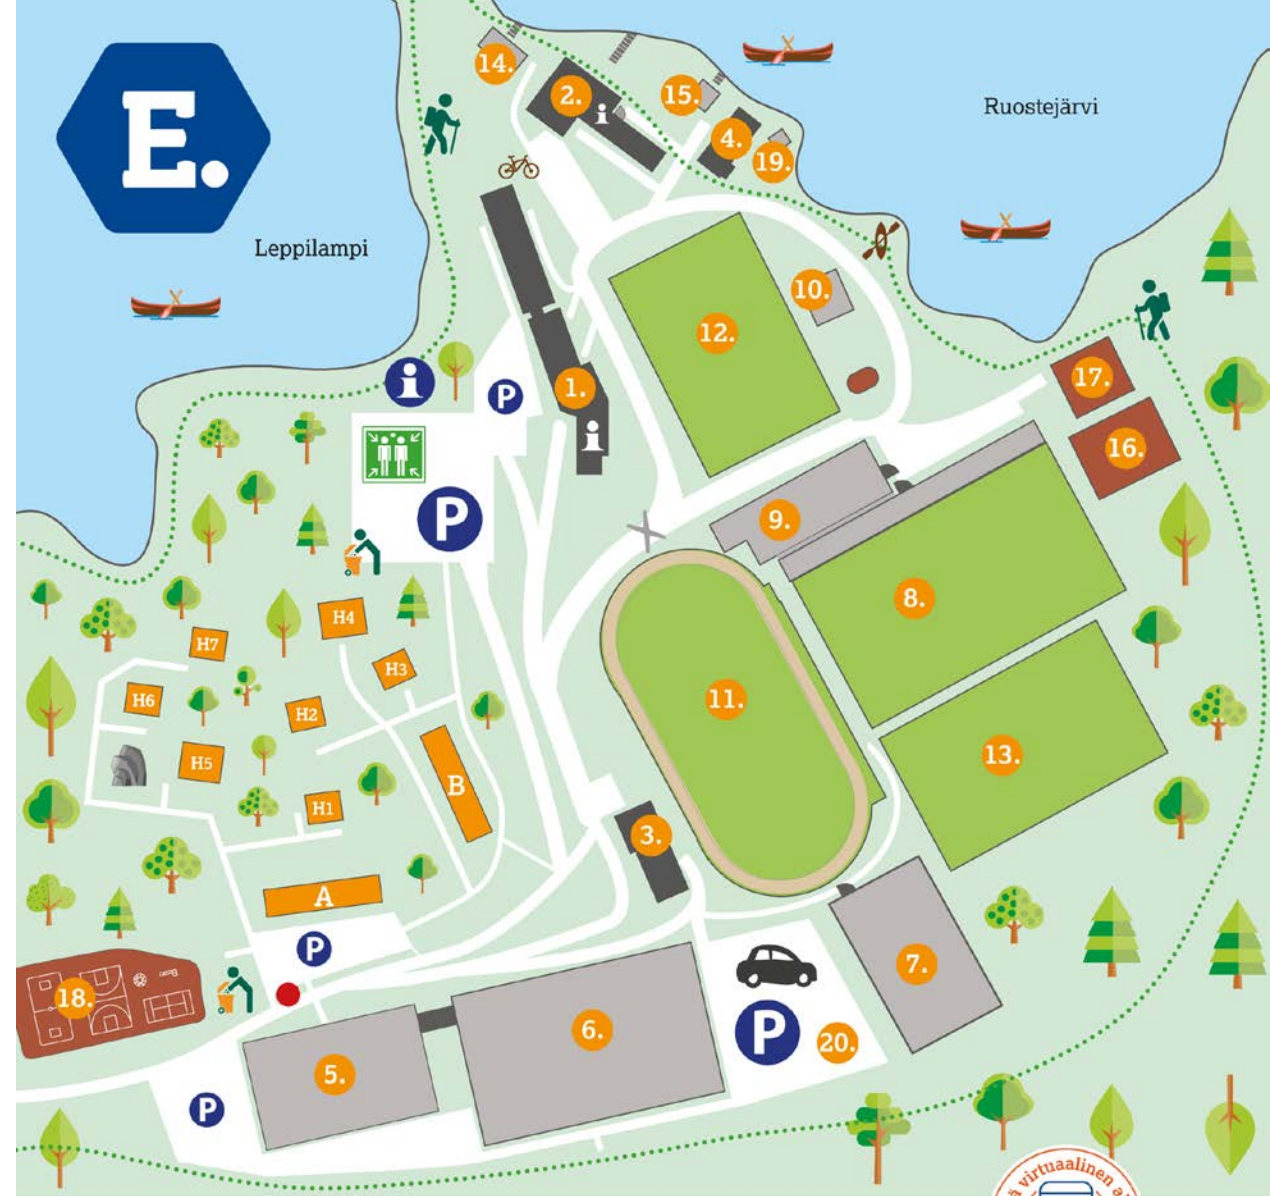 E.
14.
2.
i
15.
4.
19.
Ruostejärvi
Leppilampi
10.
12.
i
P
1.
i
17.
16.
P
9.
8.
H4
H7
H3
H6
H2
11.
13.
H5
B
H1
3.
A
P
18.
7.
6.
P
20.
5.
P
virtuaalinen